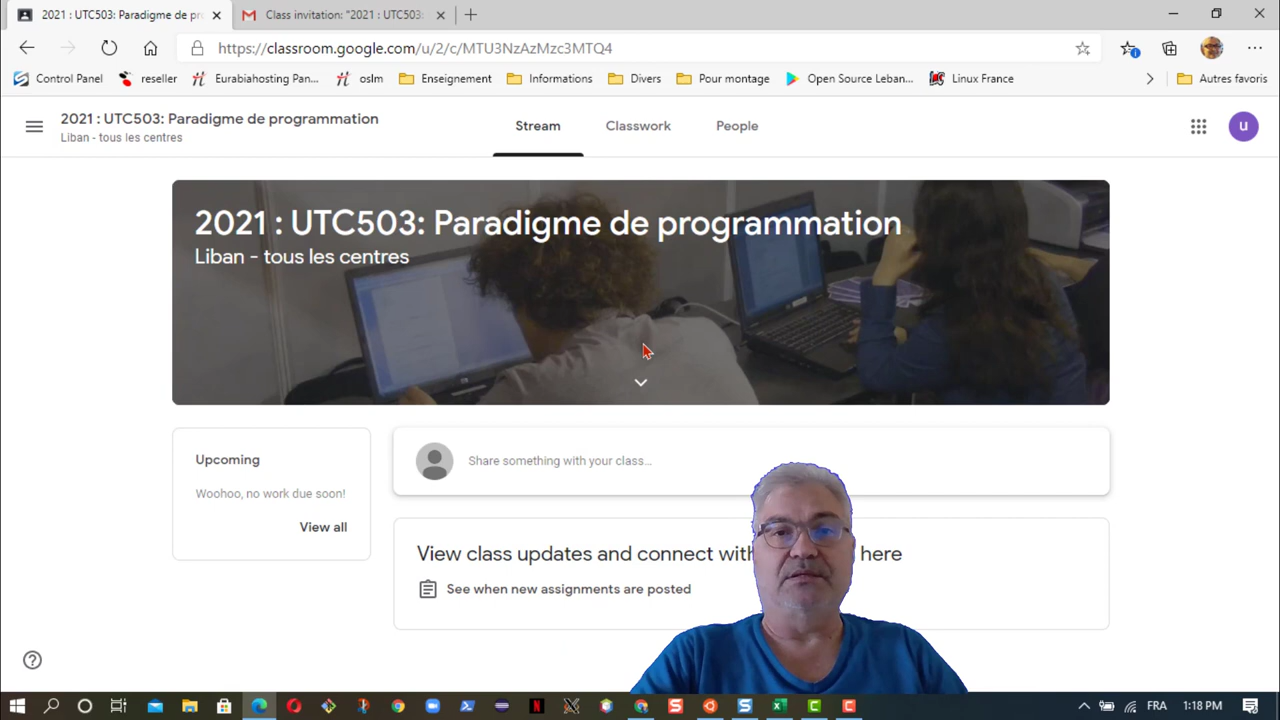 2021 : UTC503: Paradigme de pr
Class invitation: "2021 : UTC503:
https://classroom.google.com/u/2/c/MTU3NzAzMzc3MTQ4
Control Panel
reseller
Eurabiahosting Pan...
oslm
Enseignement
Informations
Divers
Pour montage
Open Source Leban...
Linux France
Autres favoris
2021 : UTC503: Paradigme de programmation
Liban - tous les centres
Stream
Classwork
People
u
2021 : UTC503: Paradigme de programmation
Liban - tous les centres
Upcoming
Woohoo, no work due soon!
View all
Share something with your class...
View class updates and connect with here
See when new assignments are posted
FRA
1:18 PM